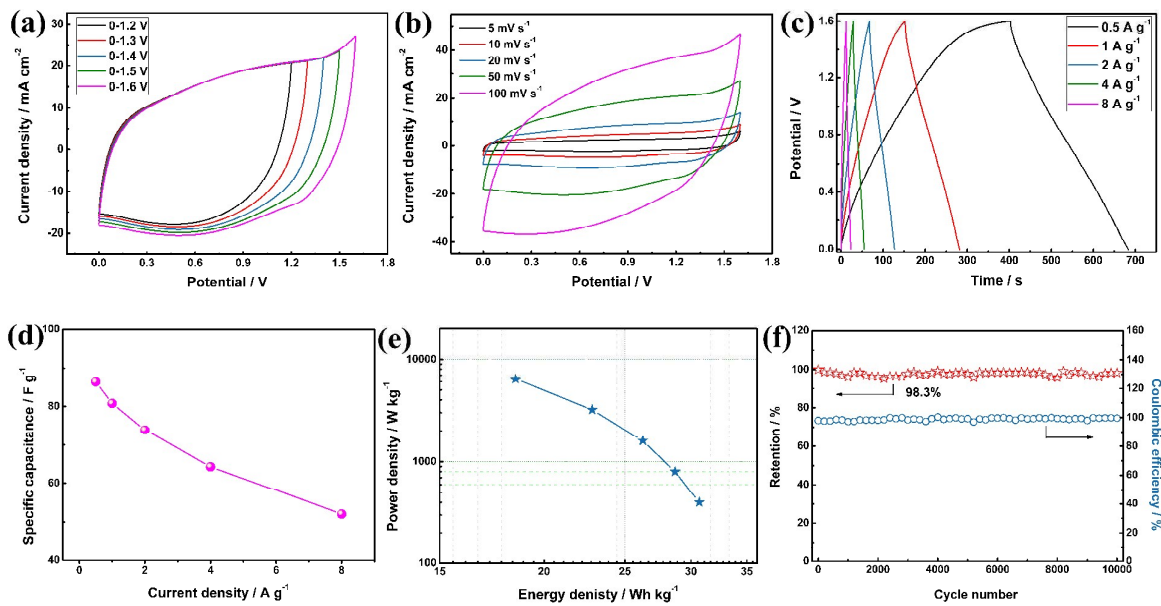 (a)
0-1.2 V
0-1.3 V
0-1.4 V
0-1.5 V
0-1.6 V
Current density / mA cm-2
30
20
10
0
-10
-20
0.0 0.3 0.6 0.9 1.2 1.5 1.8
Potential / V
(b)
5 mV s-1
10 mV s-1
20 mV s-1
50 mV s-1
100 mV s-1
Current density / mA cm-2
40
20
0
-20
-40
0.0 0.3 0.6 0.9 1.2 1.5 1.8
Potential / V
(c)
0.5 A g-1
1 A g-1
2 A g-1
4 A g-1
8 A g-1
Potential / V
1.6
1.2
0.8
0.4
0.0
0 100 200 300 400 500 600 700
Time / s
(d)
Specific capacitance / F g-1
100
80
60
40
0 2 4 6 8
Current density / A g-1
(e)
Power density / W kg-1
10000
1000
100
15 20 25 30 35
Energy denisty / Wh kg-1
(f)
Retention / %
120
100
80
60
40
20
0
98.3%
160
140
120
100
80
60
40
20
0
Coulombic efficiency / %
0 2000 4000 6000 8000 10000
Cycle number